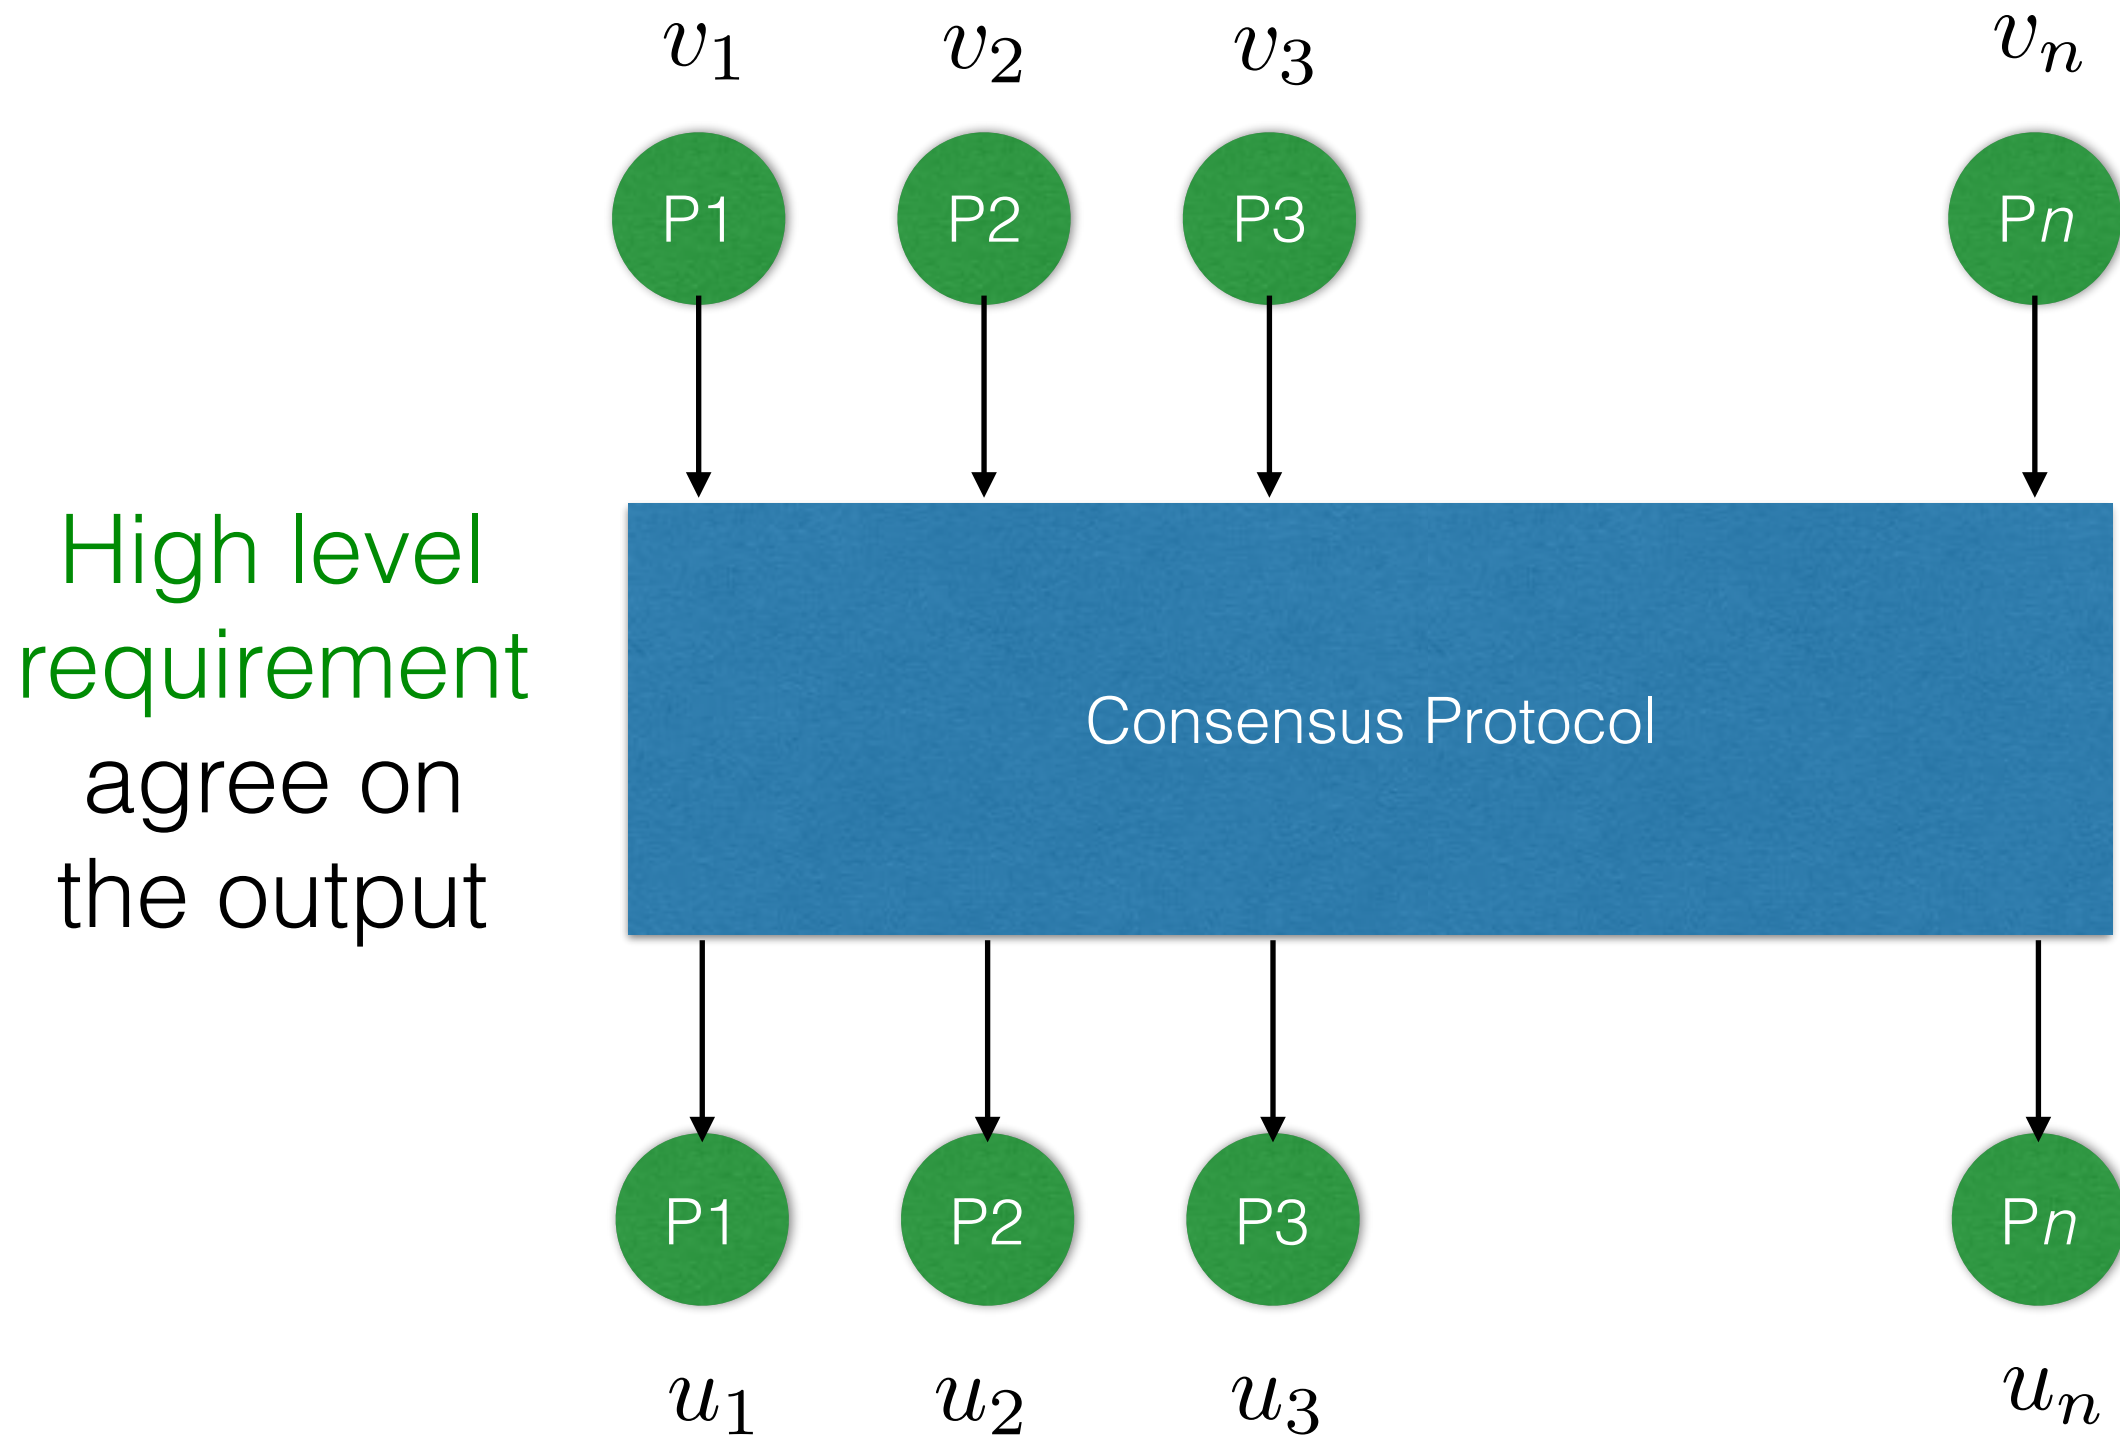 v₁ v₂ v₃ vₙ
P1 P2 P3 Pn
High level
requirement
agree on
the output
Consensus Protocol
P1 P2 P3 Pn
u₁ u₂ u₃ uₙ